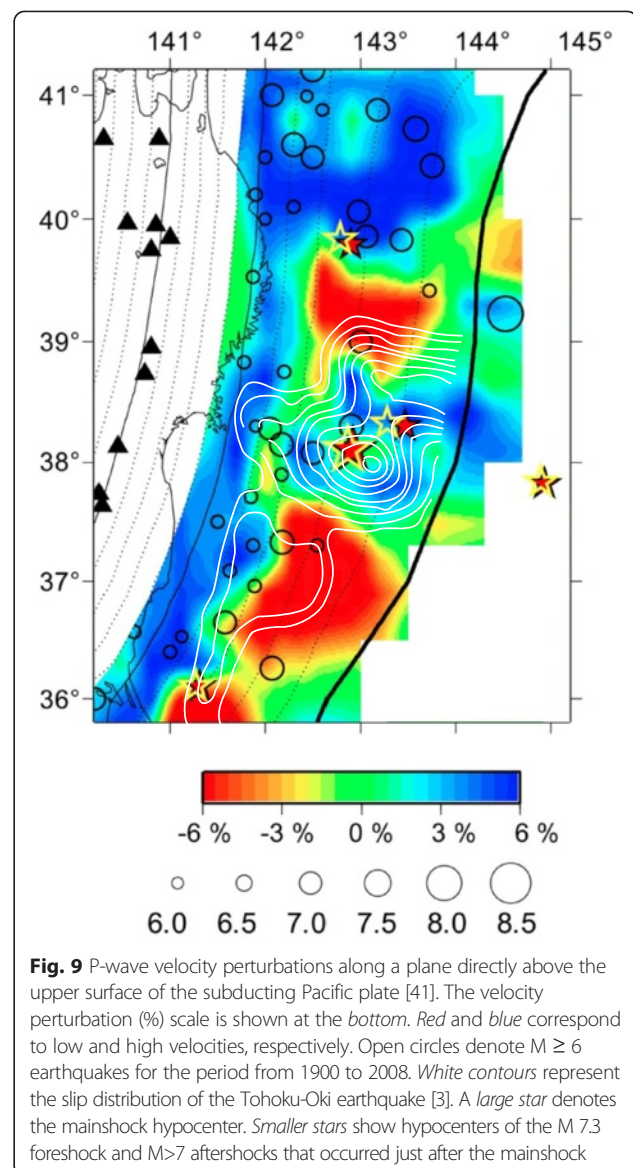 141° 142° 143° 144° 145°
41°
40°
39°
38°
37°
36°
-6 % -3 % 0 % 3 % 6 %
6.0 6.5 7.0 7.5 8.0 8.5
Fig. 9 P-wave velocity perturbations along a plane directly above the
upper surface of the subducting Pacific plate [41]. The velocity
perturbation (%) scale is shown at the bottom. Red and blue correspond
to low and high velocities, respectively. Open circles denote M ≥ 6
earthquakes for the period from 1900 to 2008. White contours represent
the slip distribution of the Tohoku-Oki earthquake [3]. A large star denotes
the mainshock hypocenter. Smaller stars show hypocenters of the M 7.3
foreshock and M>7 aftershocks that occurred just after the mainshock